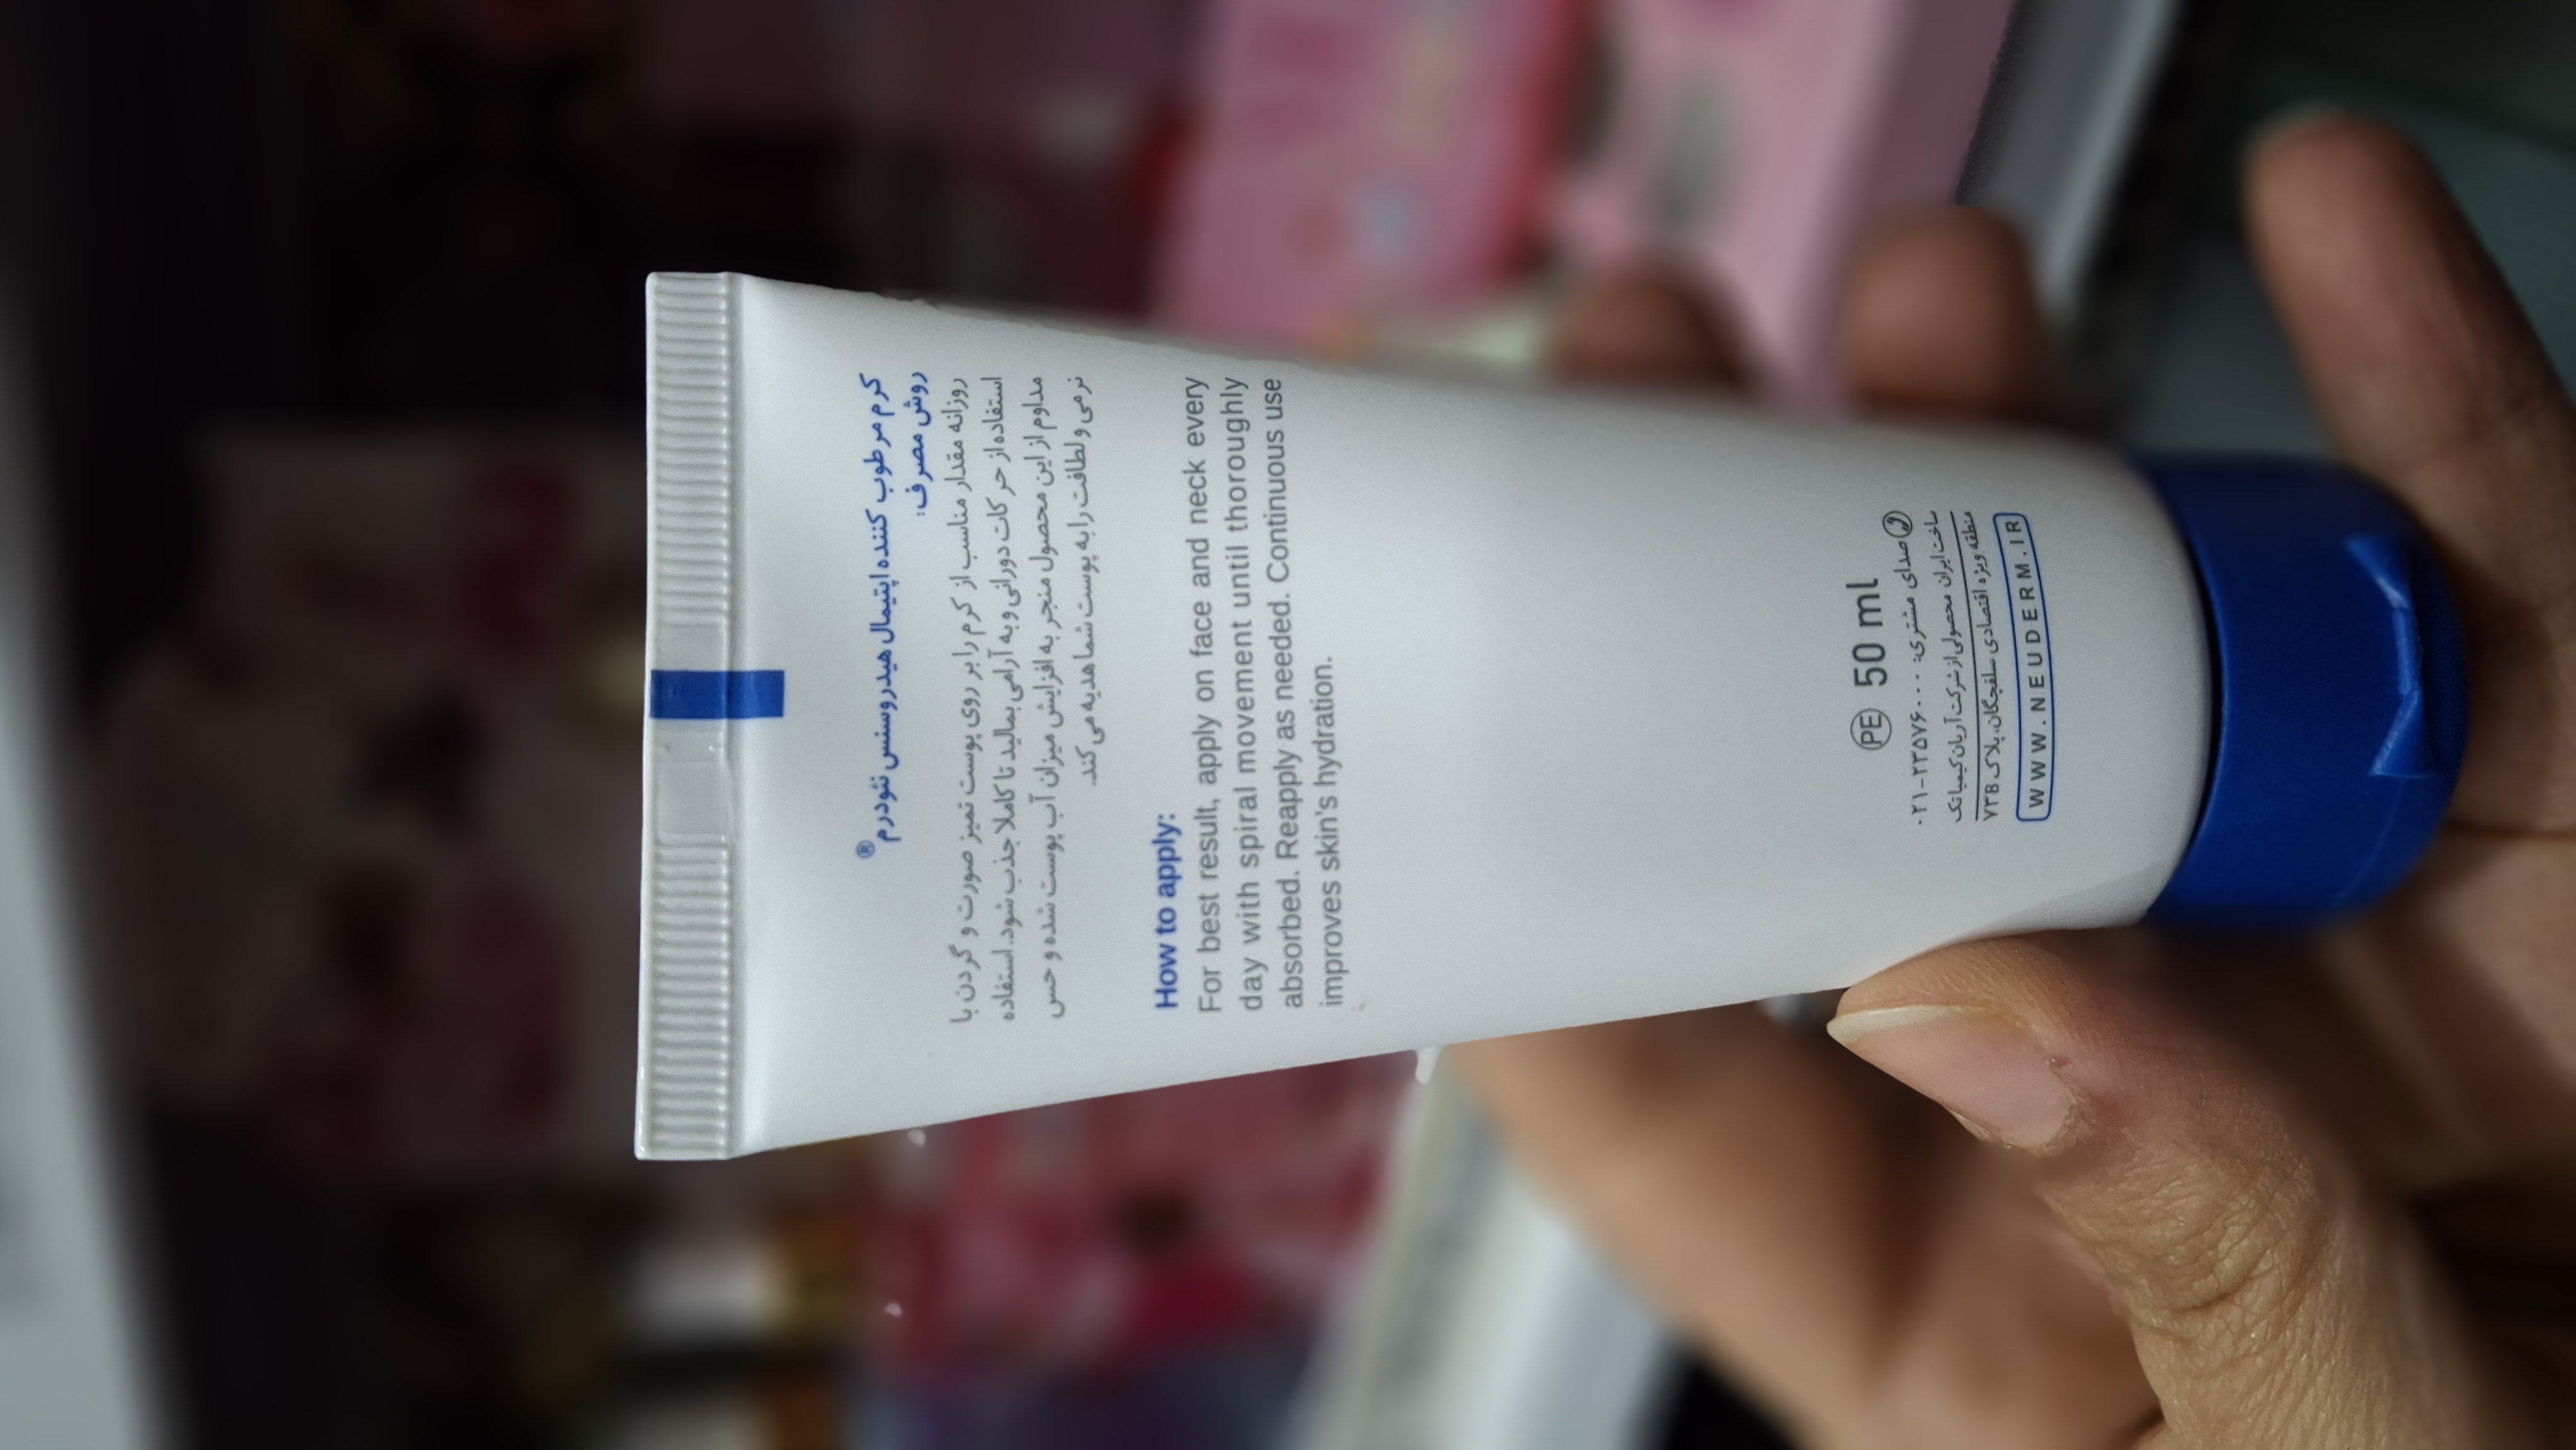 کرم مرطوب کننده اپتیمال هیدروسنس نئودرم®
روش مصرف:
روزانه مقدار مناسب از کرم را بر روی پوست تمیز صورت و گردن با
استفاده از حرکات دورانی و به آرامی بمالید تا کاملا جذب شود. استفاده
مداوم از این محصول منجر به افزایش میزان آب پوست شده و حس
نرمی و لطافت را به پوست شما هدیه می کند.
How to apply:
For best result, apply on face and neck every
day with spiral movement until thoroughly
absorbed. Reapply as needed. Continuous use
improves skin's hydration.
PE 50 ml
صدای مشتری: ۰۲۱-۲۳۵۷۶۰۰۰
ساخت ایران محصولی از شرکت آریان کیمیا تک
منطقه ویژه اقتصادی سلفچگان، پلاک ۷۲B
WWW.NEUDERM.IR